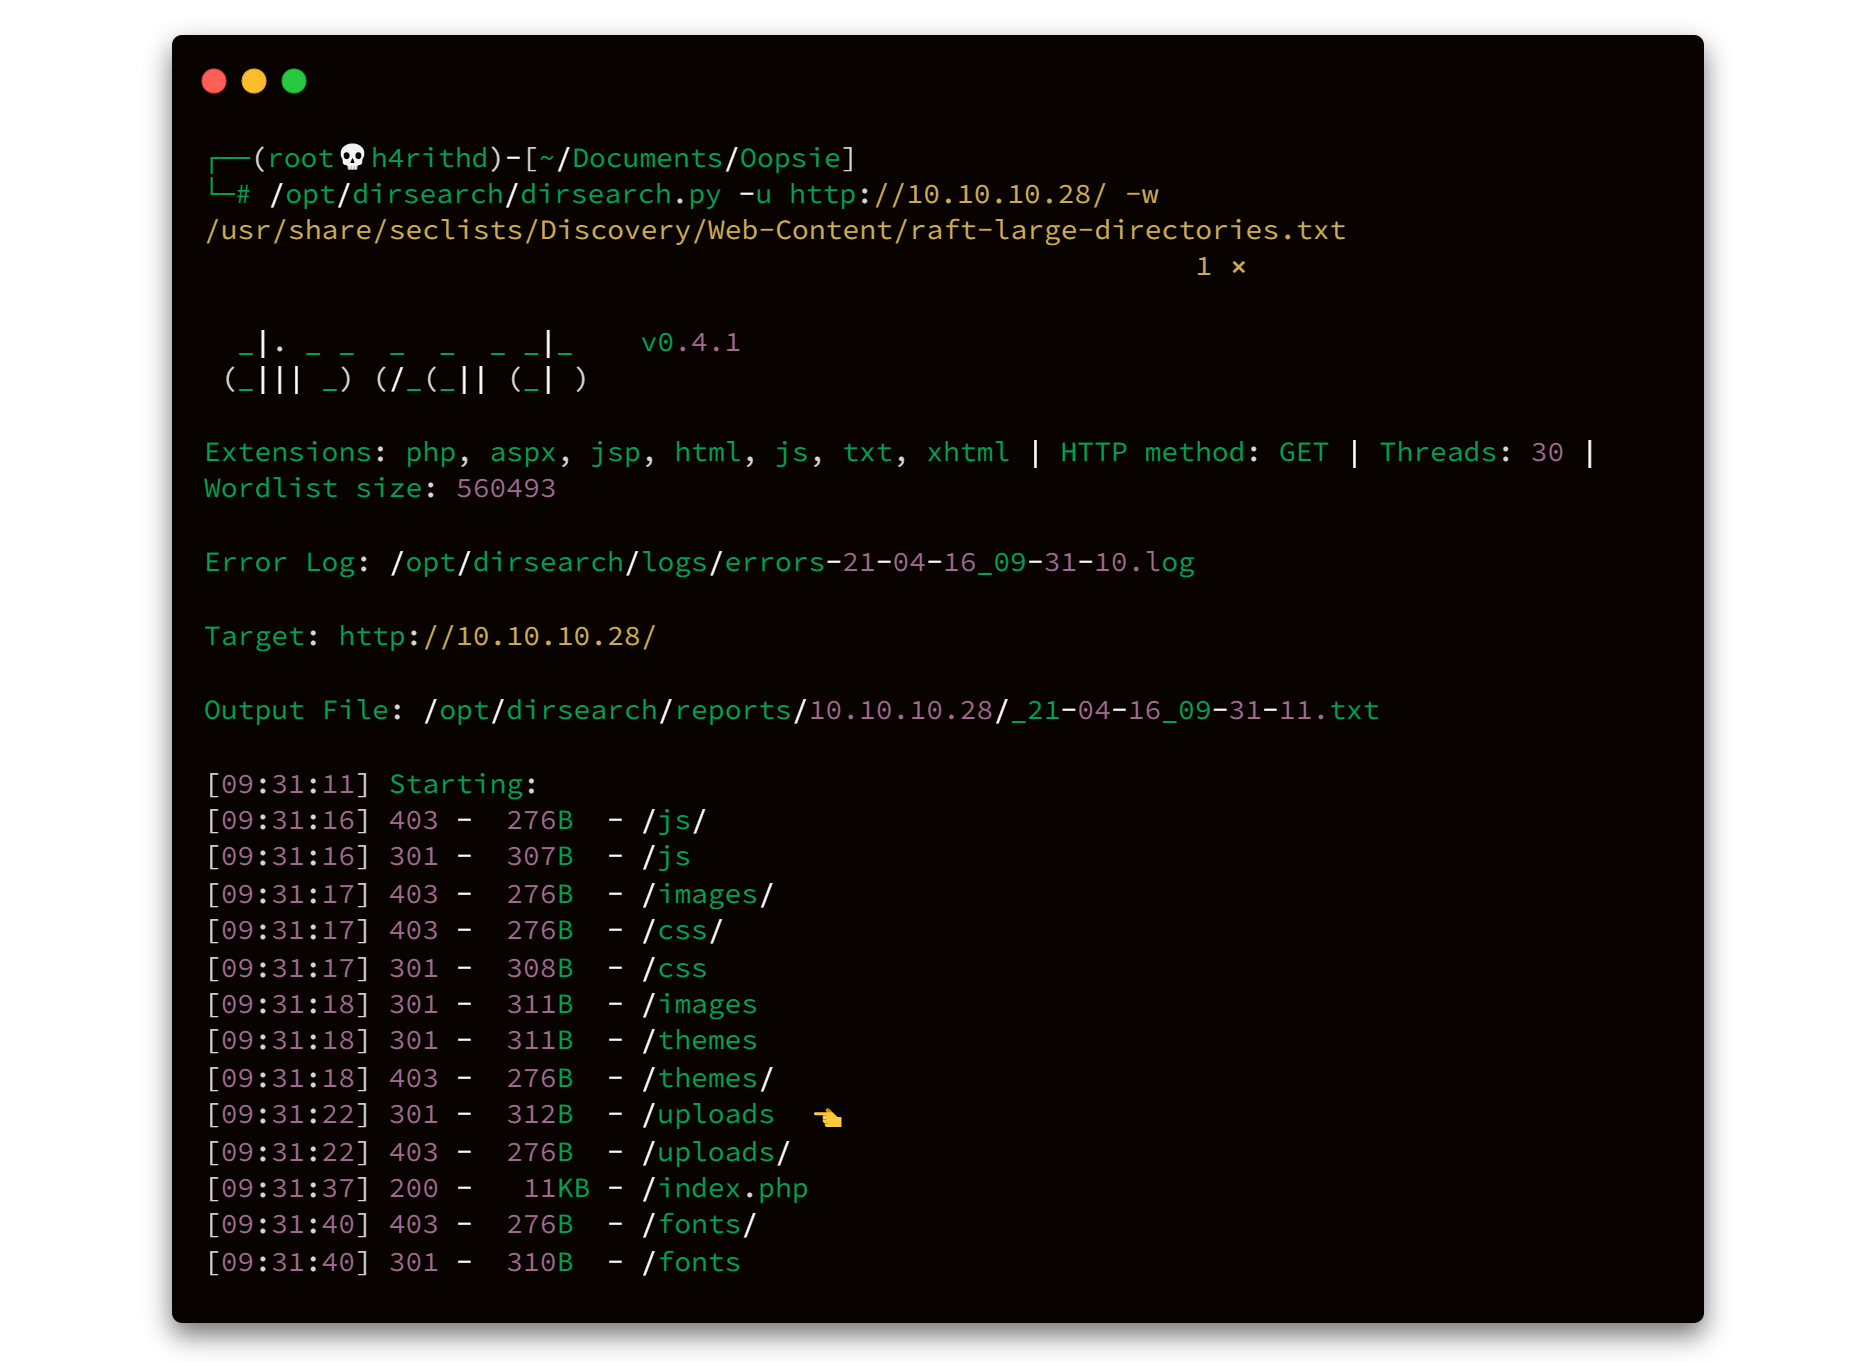 ┌──(root💀h4rithd)-[~/Documents/Oopsie]
└─# /opt/dirsearch/dirsearch.py -u http://10.10.10.28/ -w
/usr/share/seclists/Discovery/Web-Content/raft-large-directories.txt
1 ⨯
  _|. _ _  _  _  _ _|_    v0.4.1
 (_||| _) (/_(_|| (_| )
Extensions: php, aspx, jsp, html, js, txt, xhtml | HTTP method: GET | Threads: 30 |
Wordlist size: 560493
Error Log: /opt/dirsearch/logs/errors-21-04-16_09-31-10.log
Target: http://10.10.10.28/
Output File: /opt/dirsearch/reports/10.10.10.28/_21-04-16_09-31-11.txt
[09:31:11] Starting:
[09:31:16] 403 -  276B  - /js/
[09:31:16] 301 -  307B  - /js
[09:31:17] 403 -  276B  - /images/
[09:31:17] 403 -  276B  - /css/
[09:31:17] 301 -  308B  - /css
[09:31:18] 301 -  311B  - /images
[09:31:18] 301 -  311B  - /themes
[09:31:18] 403 -  276B  - /themes/
[09:31:22] 301 -  312B  - /uploads  👈
[09:31:22] 403 -  276B  - /uploads/
[09:31:37] 200 -   11KB - /index.php
[09:31:40] 403 -  276B  - /fonts/
[09:31:40] 301 -  310B  - /fonts